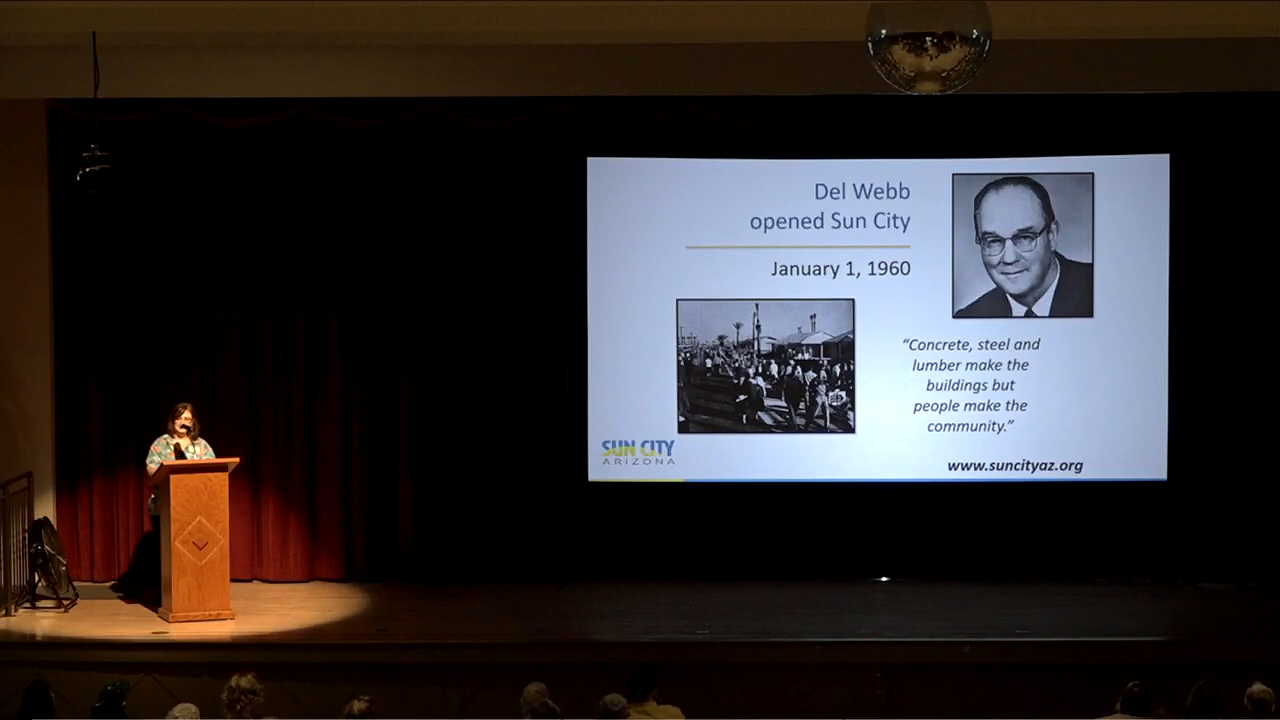 Del Webb
opened Sun City
January 1, 1960
“Concrete, steel and
lumber make the
buildings but
people make the
community.”
SUN CITY
ARIZONA
www.suncityaz.org